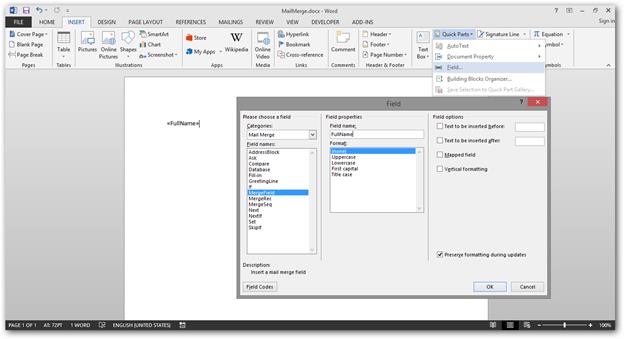 MailMerge.docx - Word
FILE HOME INSERT DESIGN PAGE LAYOUT REFERENCES MAILINGS REVIEW VIEW DEVELOPER ADD-INS
Sign in
Cover Page
Blank Page
Page Break
Pages
Table
Tables
Pictures
Online Pictures
Shapes
SmartArt
Chart
Screenshot
Illustrations
Store
My Apps
Wikipedia
Add-ins
Online Video
Media
Hyperlink
Bookmark
Cross-reference
Links
Comment
Comments
Header
Footer
Page Number
Header & Footer
Text Box
Quick Parts
AutoText
Document Property
Field...
Building Blocks Organizer...
Save Selection to Quick Part Gallery...
Signature Line
Equation
«FullName»
Field
Please choose a field
Categories:
Mail Merge
Field names:
AddressBlock
Ask
Compare
Database
Fill-in
GreetingLine
If
MergeField
MergeRec
MergeSeq
Next
NextIf
Set
SkipIf
Description:
Insert a mail merge field
Field Codes
Field properties
Field name:
FullName
Format:
(none)
Uppercase
Lowercase
First capital
Title case
Field options
Text to be inserted before:
Text to be inserted after:
Mapped field
Vertical formatting
Preserve formatting during updates
OK
Cancel
PAGE 1 OF 1 AT: 72PT 1 WORD ENGLISH (UNITED STATES)
100%